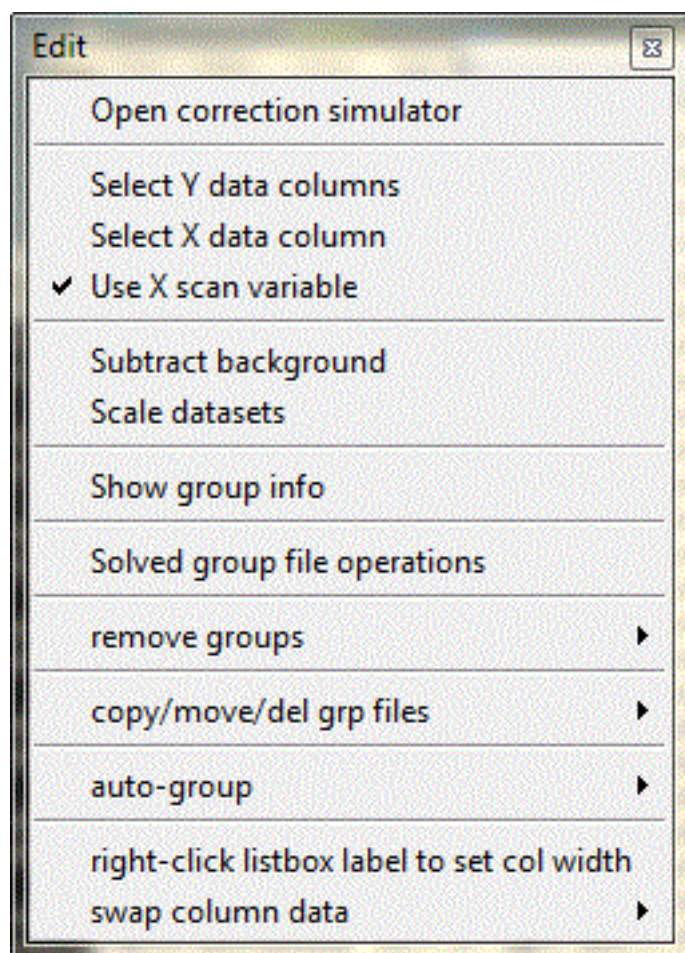 Edit
Open correction simulator
Select Y data columns
Select X data column
Use X scan variable
Subtract background
Scale datasets
Show group info
Solved group file operations
remove groups
copy/move/del grp files
auto-group
right-click listbox label to set col width
swap column data